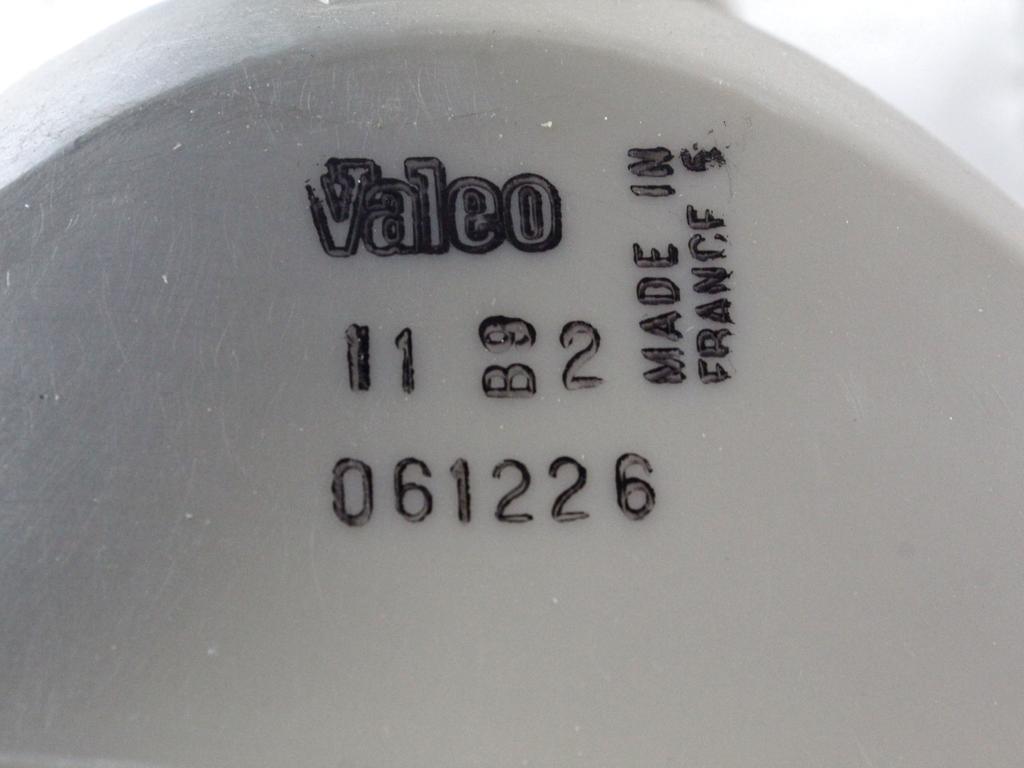 Valeo
11 B9 2
061226
MADE IN
FRANCE